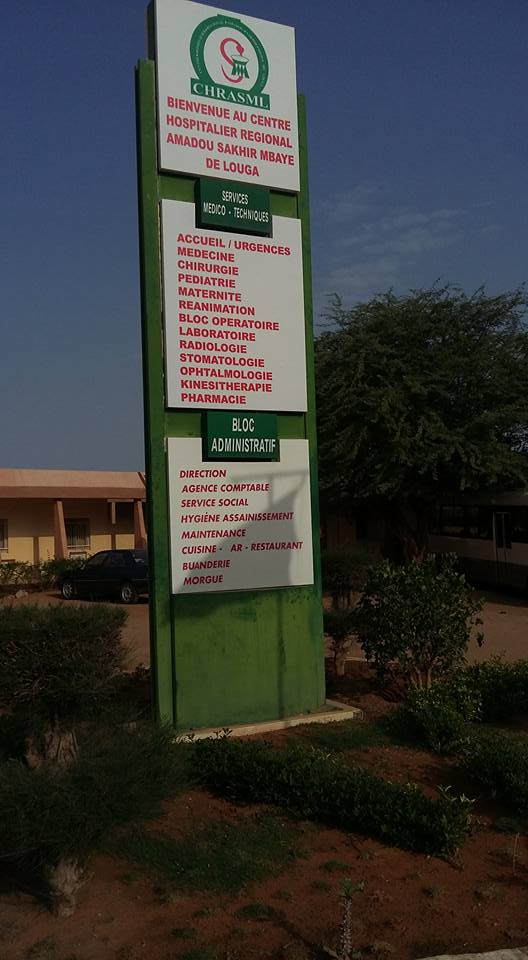 CHRASML
BIENVENUE AU CENTRE
HOSPITALIER REGIONAL
AMADOU SAKHIR MBAYE
DE LOUGA
SERVICES
MEDICO - TECHNIQUES
ACCUEIL / URGENCES
MEDECINE
CHIRURGIE
PEDIATRIE
MATERNITE
REANIMATION
BLOC OPERATOIRE
LABORATOIRE
RADIOLOGIE
STOMATOLOGIE
OPHTALMOLOGIE
KINESITHERAPIE
PHARMACIE
BLOC
ADMINISTRATIF
DIRECTION
AGENCE COMPTABLE
SERVICE SOCIAL
HYGIÉNE ASSAINISSEMENT
MAINTENANCE
CUISINE - AR - RESTAURANT
BUANDERIE
MORGUE